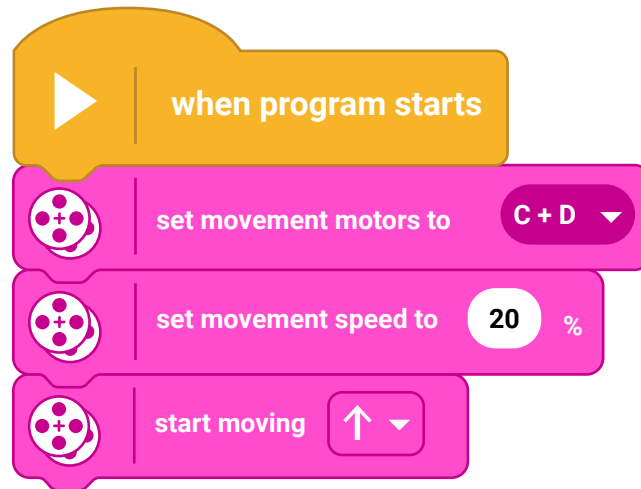 when program starts
set movement motors to C + D
set movement speed to 20 %
start moving